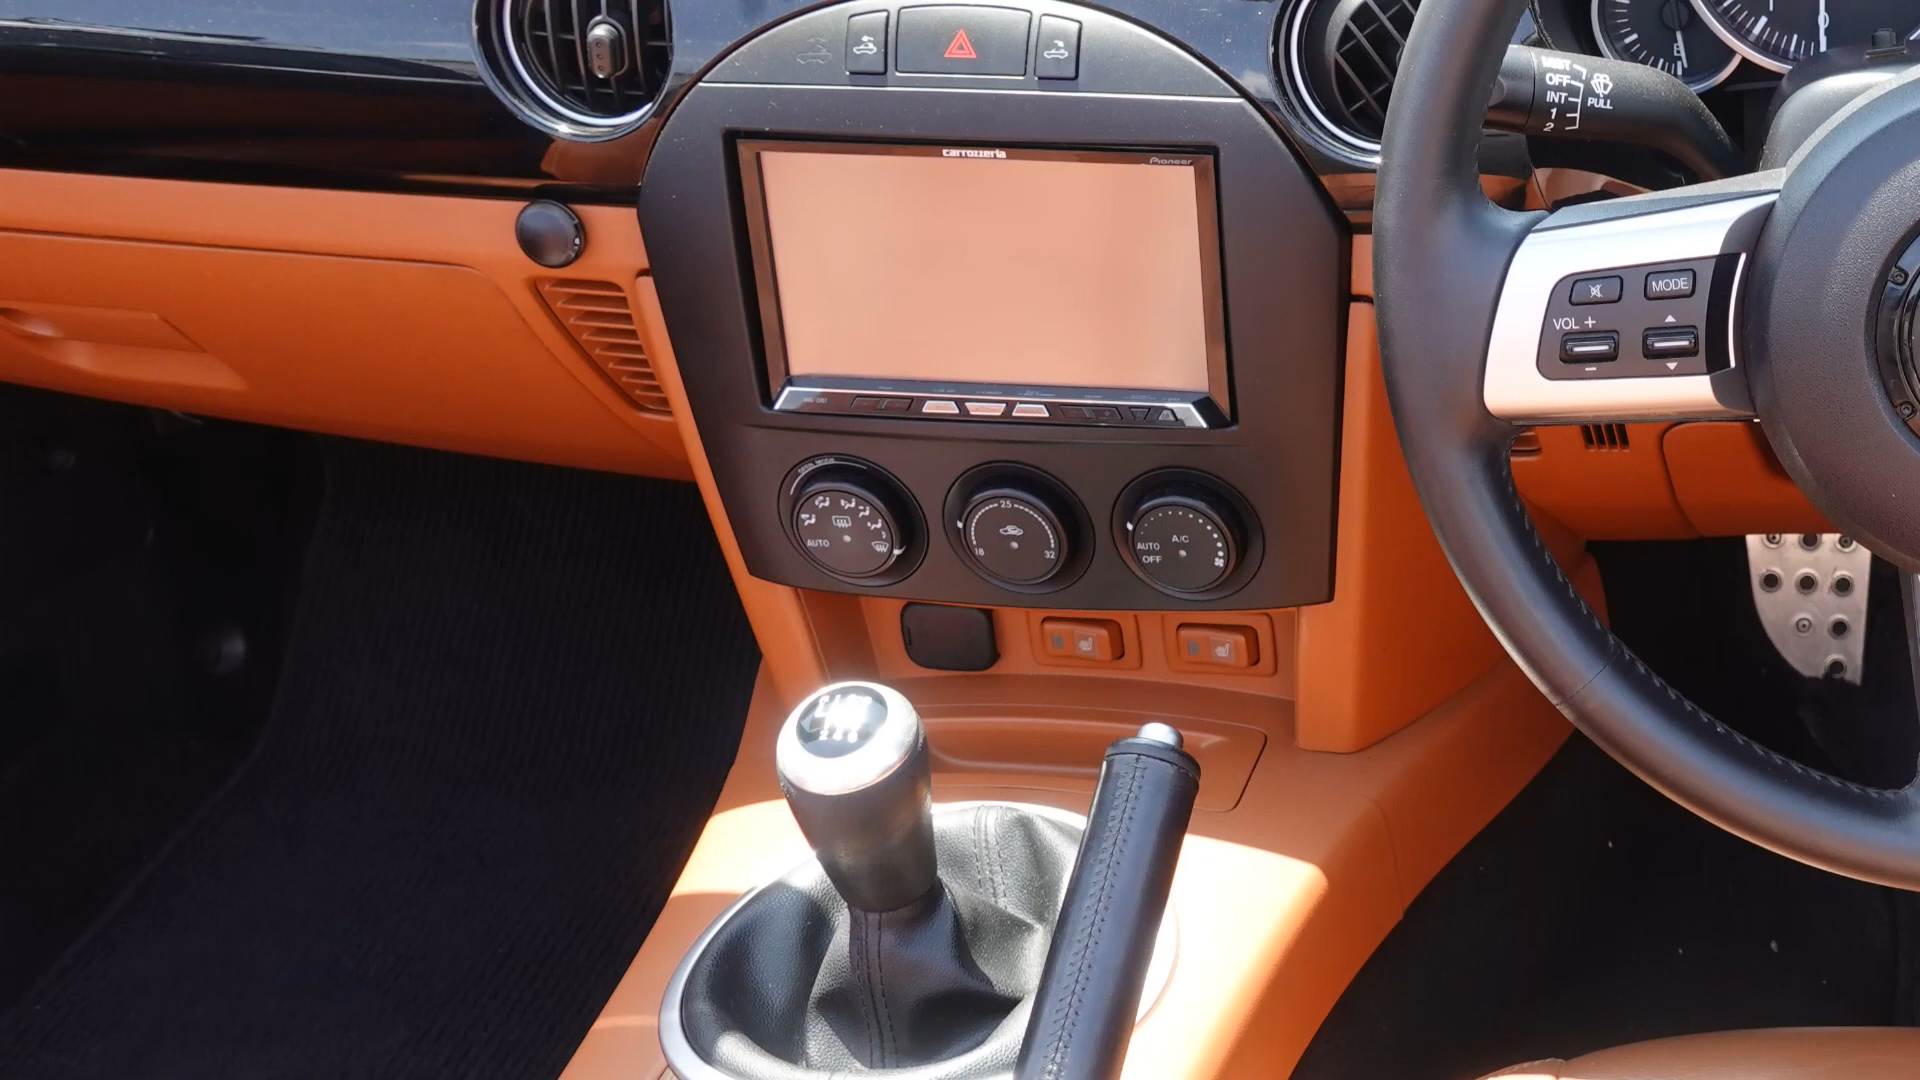 carrozzeria
Pioneer
MIST
OFF
INT
1
2
PULL
E
MODE
VOL +
-
AUTO
25
18
32
A/C
AUTO
OFF